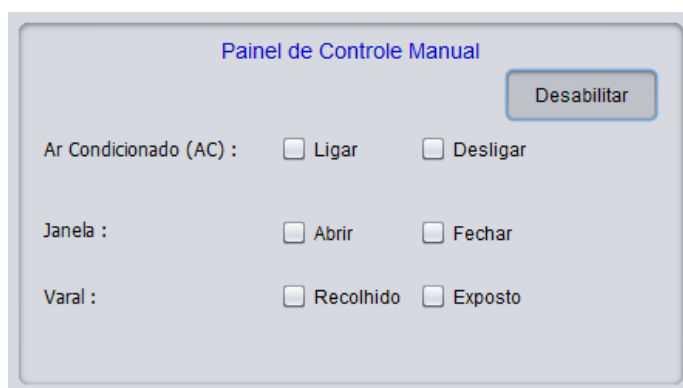 Painel de Controle Manual
Desabilitar
Ar Condicionado (AC) : Ligar Desligar
Janela : Abrir Fechar
Varal : Recolhido Exposto